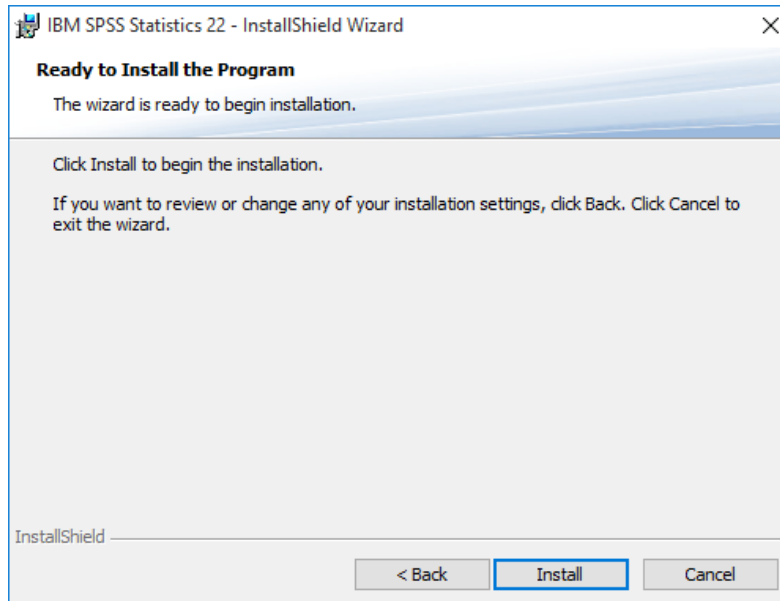 IBM SPSS Statistics 22 - InstallShield Wizard
Ready to Install the Program
The wizard is ready to begin installation.
Click Install to begin the installation.
If you want to review or change any of your installation settings, click Back. Click Cancel to
exit the wizard.
InstallShield
< Back Install Cancel